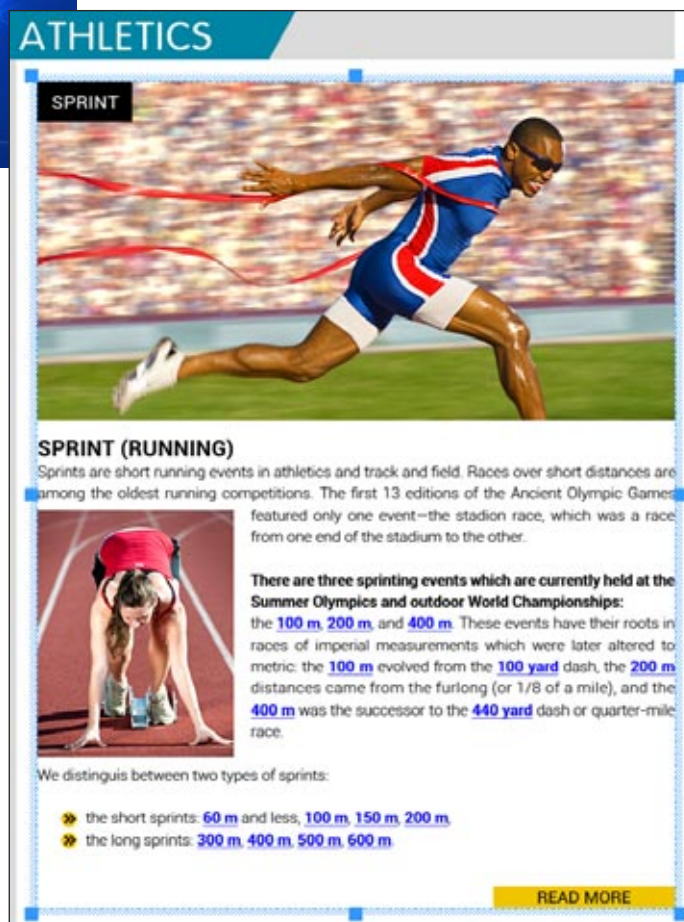 ATHLETICS
SPRINT
SPRINT (RUNNING)
Sprints are short running events in athletics and track and field. Races over short distances are
among the oldest running competitions. The first 13 editions of the Ancient Olympic Games
featured only one event—the stadion race, which was a race
from one end of the stadium to the other.
There are three sprinting events which are currently held at the
Summer Olympics and outdoor World Championships:
the 100 m, 200 m, and 400 m. These events have their roots in
races of imperial measurements which were later altered to
metric: the 100 m evolved from the 100 yard dash, the 200 m
distances came from the furlong (or 1/8 of a mile), and the
400 m was the successor to the 440 yard dash or quarter-mile
race.
We distinguis between two types of sprints:
the short sprints: 60 m and less, 100 m, 150 m, 200 m,
the long sprints: 300 m, 400 m, 500 m, 600 m.
READ MORE